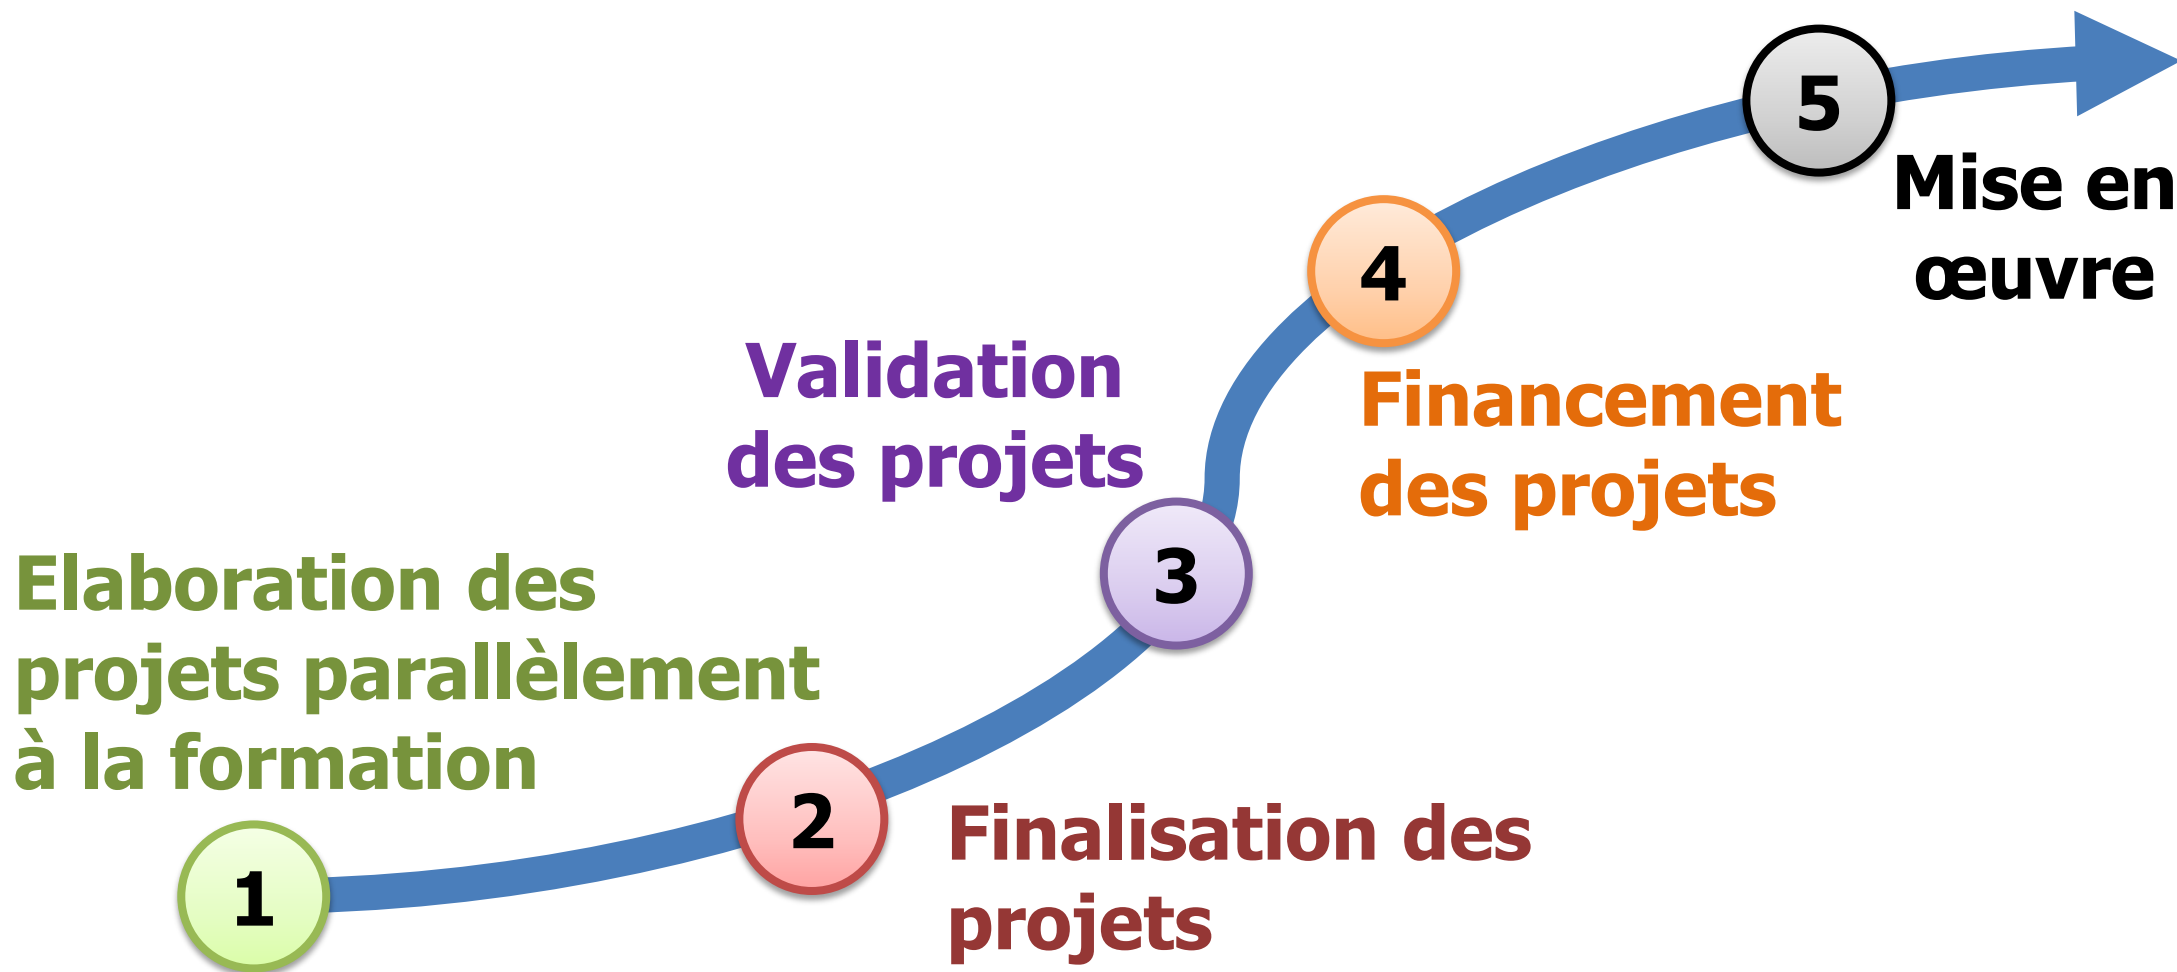 1
Elaboration des
projets parallèlement
à la formation
2
Finalisation des
projets
3
Validation
des projets
4
Financement
des projets
5
Mise en
œuvre